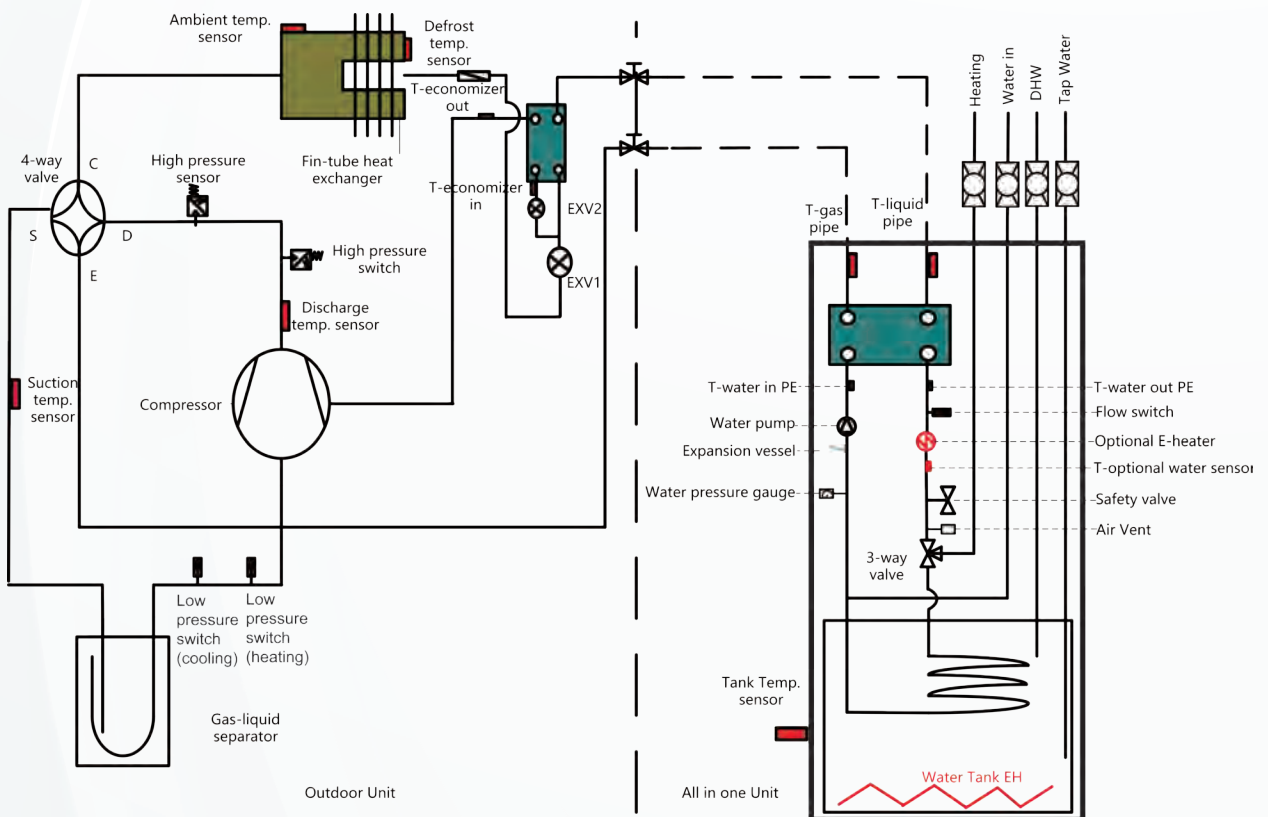 Ambient temp.
sensor
Defrost
temp.
sensor
T-economizer
out
4-way
valve
C
S
D
E
High pressure
sensor
Fin-tube heat
exchanger
T-economizer
in
EXV2
EXV1
High pressure
switch
Discharge
temp. sensor
Suction
temp.
sensor
Compressor
Low
pressure
switch
(cooling)
Low
pressure
switch
(heating)
Gas-liquid
separator
Outdoor Unit
Heating
Water in
DHW
Tap Water
T-gas
pipe
T-liquid
pipe
T-water in PE
Water pump
Expansion vessel
Water pressure gauge
T-water out PE
Flow switch
Optional E-heater
T-optional water sensor
Safety valve
Air Vent
3-way
valve
Tank Temp.
sensor
Water Tank EH
All in one Unit